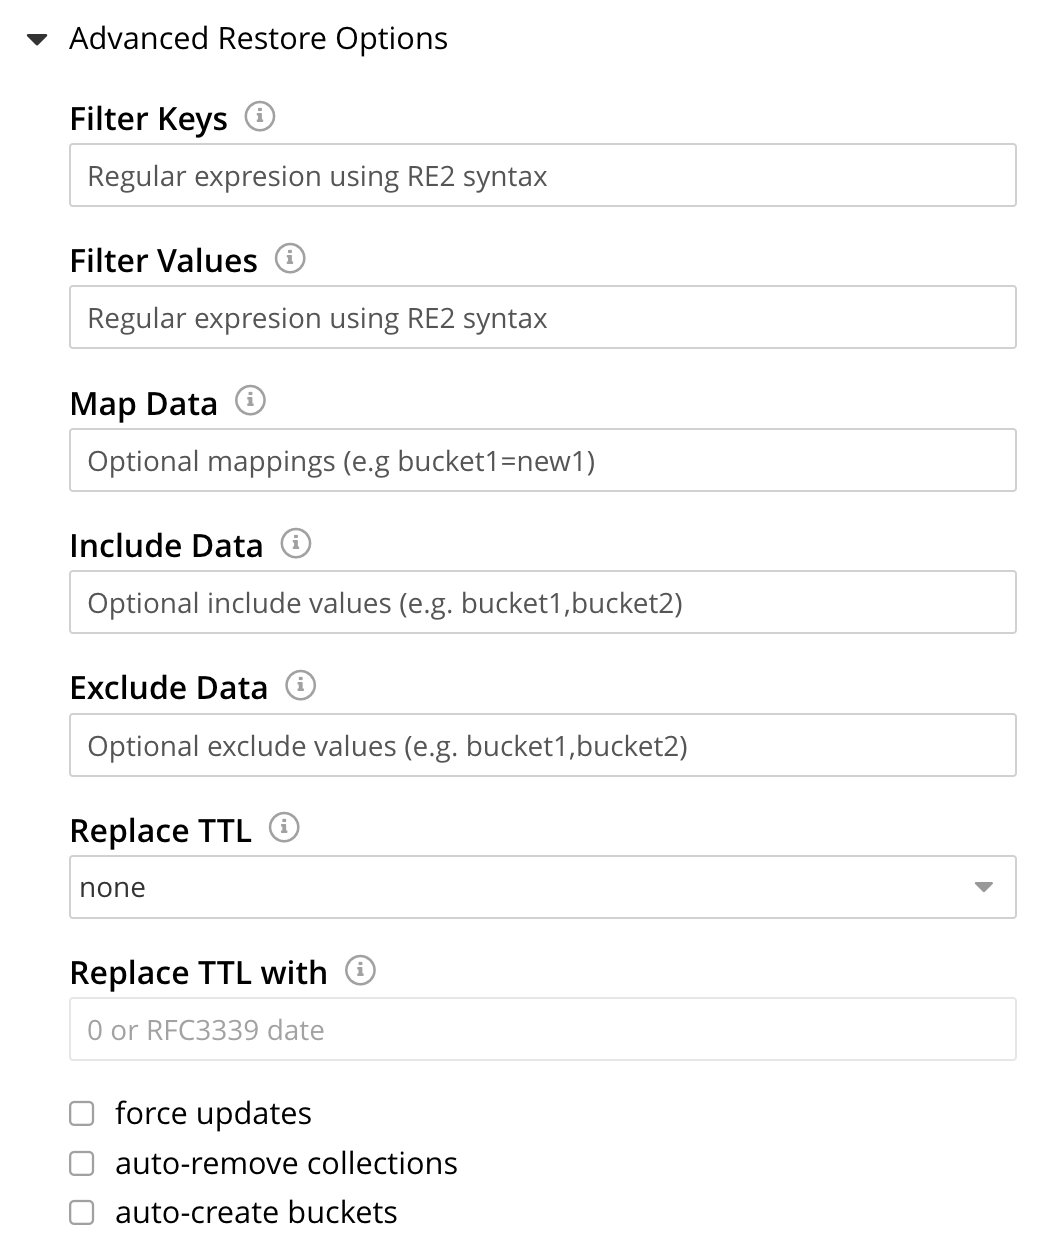 Advanced Restore Options
Filter Keys
Regular expresion using RE2 syntax
Filter Values
Regular expresion using RE2 syntax
Map Data
Optional mappings (e.g bucket1=new1)
Include Data
Optional include values (e.g. bucket1,bucket2)
Exclude Data
Optional exclude values (e.g. bucket1,bucket2)
Replace TTL
none
Replace TTL with
0 or RFC3339 date
force updates
auto-remove collections
auto-create buckets